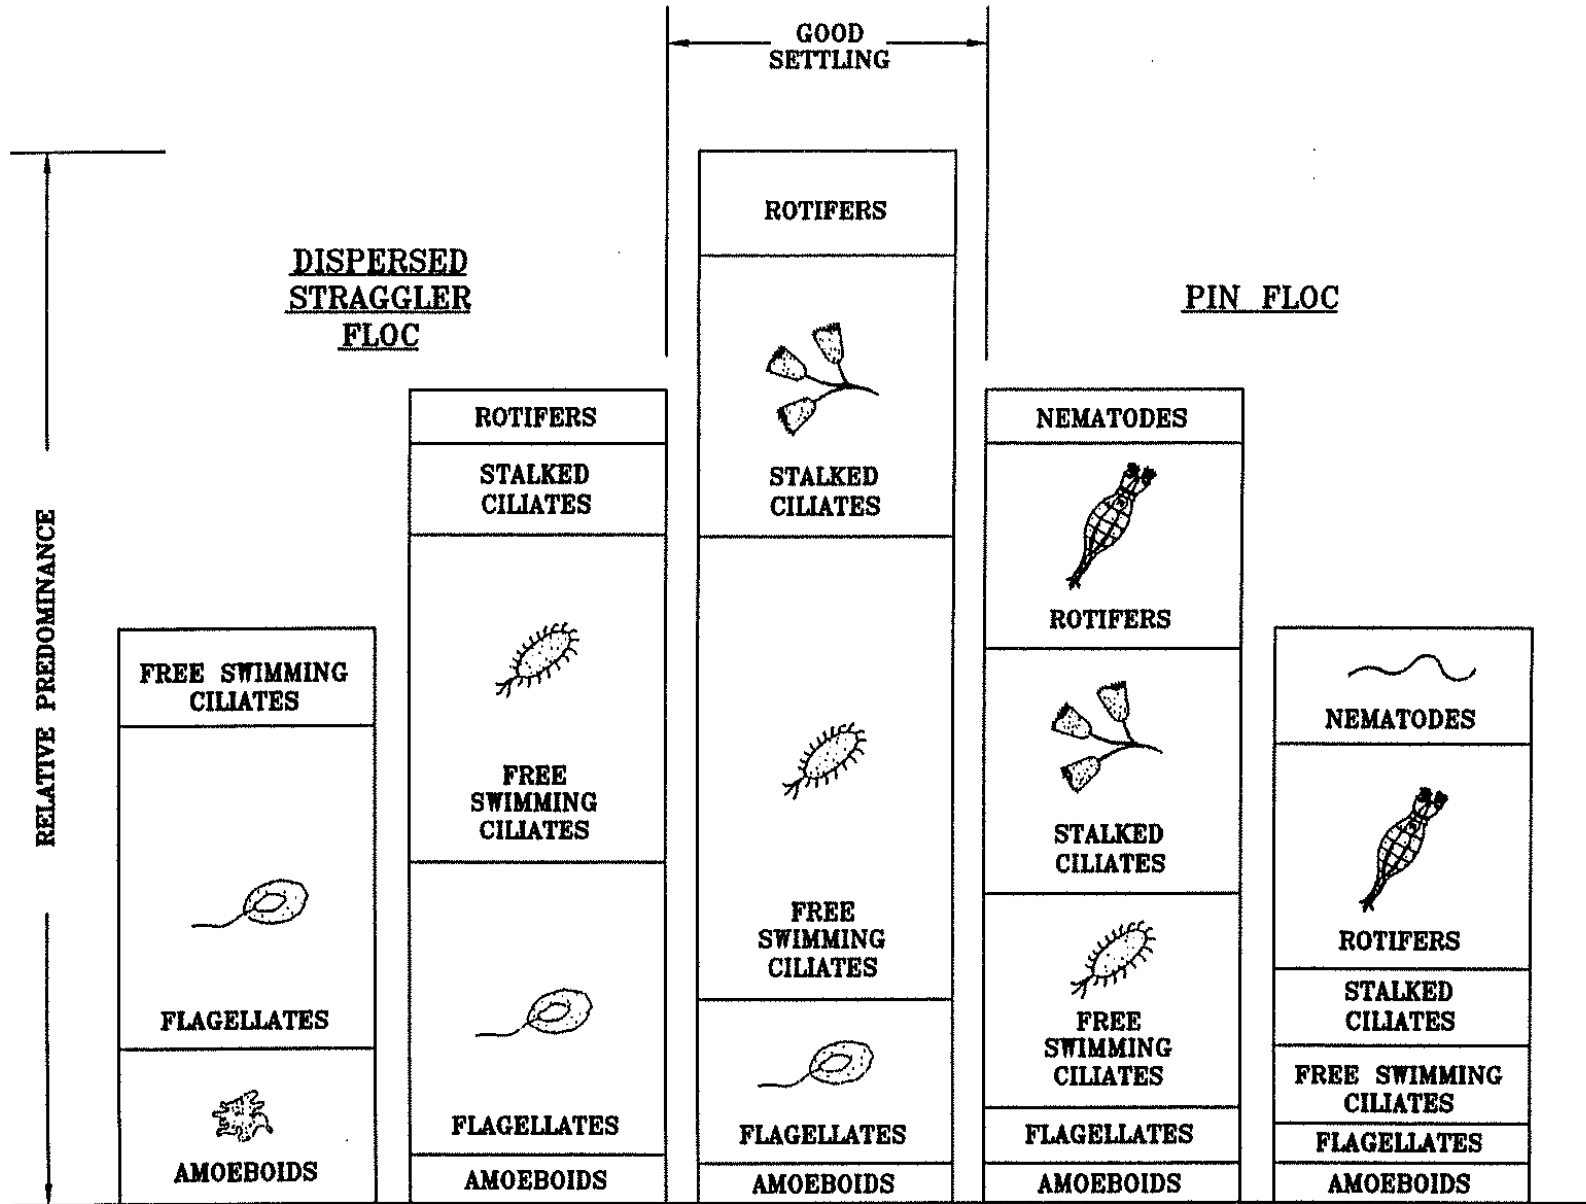 GOOD
SETTLING
DISPERSED
STRAGGLER
FLOC
PIN FLOC
RELATIVE PREDOMINANCE
FREE SWIMMING
CILIATES
FLAGELLATES
AMOEBOIDS
ROTIFERS
STALKED
CILIATES
FREE
SWIMMING
CILIATES
FLAGELLATES
AMOEBOIDS
ROTIFERS
STALKED
CILIATES
FREE
SWIMMING
CILIATES
FLAGELLATES
AMOEBOIDS
NEMATODES
ROTIFERS
STALKED
CILIATES
FREE
SWIMMING
CILIATES
FLAGELLATES
AMOEBOIDS
NEMATODES
ROTIFERS
STALKED
CILIATES
FREE SWIMMING
CILIATES
FLAGELLATES
AMOEBOIDS